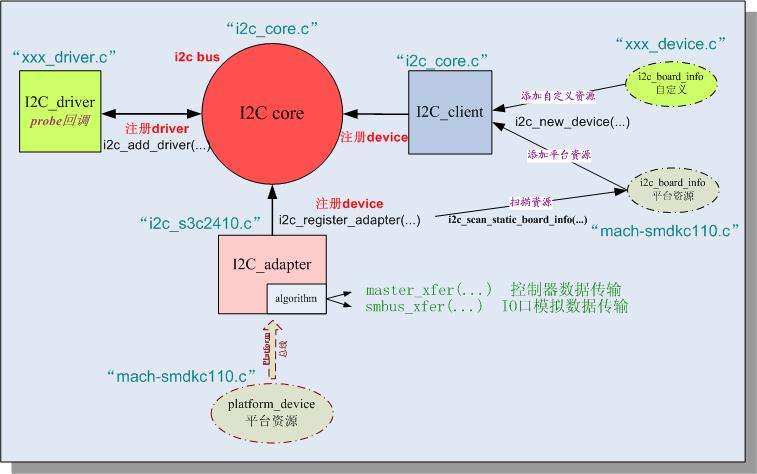 “i2c_core.c”
“xxx_driver.c”
i2c bus
“i2c_core.c”
“xxx_device.c”
I2C_driver
probe回调
I2C core
I2C_client
i2c_board_info
自定义
添加自定义资源
注册driver
i2c_add_driver(...)
注册device
i2c_new_device(...)
添加平台资源
i2c_board_info
平台资源
注册device
i2c_register_adapter(...)
扫描资源
i2c_scan_static_board_info(...)
“i2c_s3c2410.c”
“mach-smdkc110.c”
I2C_adapter
algorithm
master_xfer(...) 控制器数据传输
smbus_xfer(...) IO口模拟数据传输
Platform
总线
“mach-smdkc110.c”
platform_device
平台资源